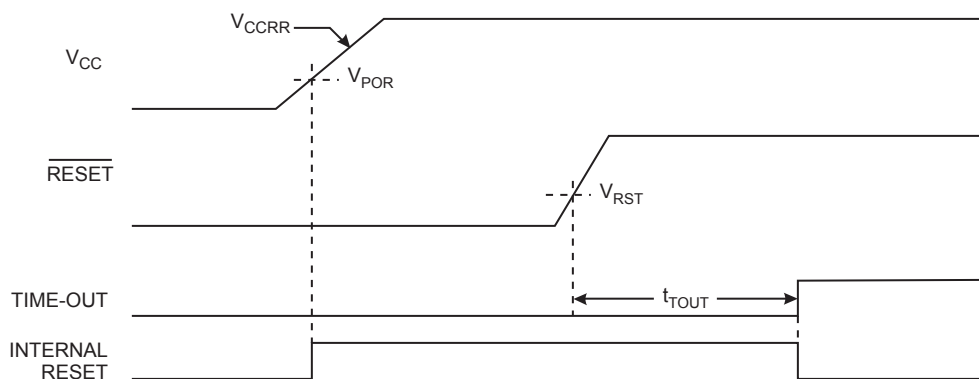 V_CCRR
V_CC
V_POR
RESET
V_RST
TIME-OUT
t_TOUT
INTERNAL
RESET